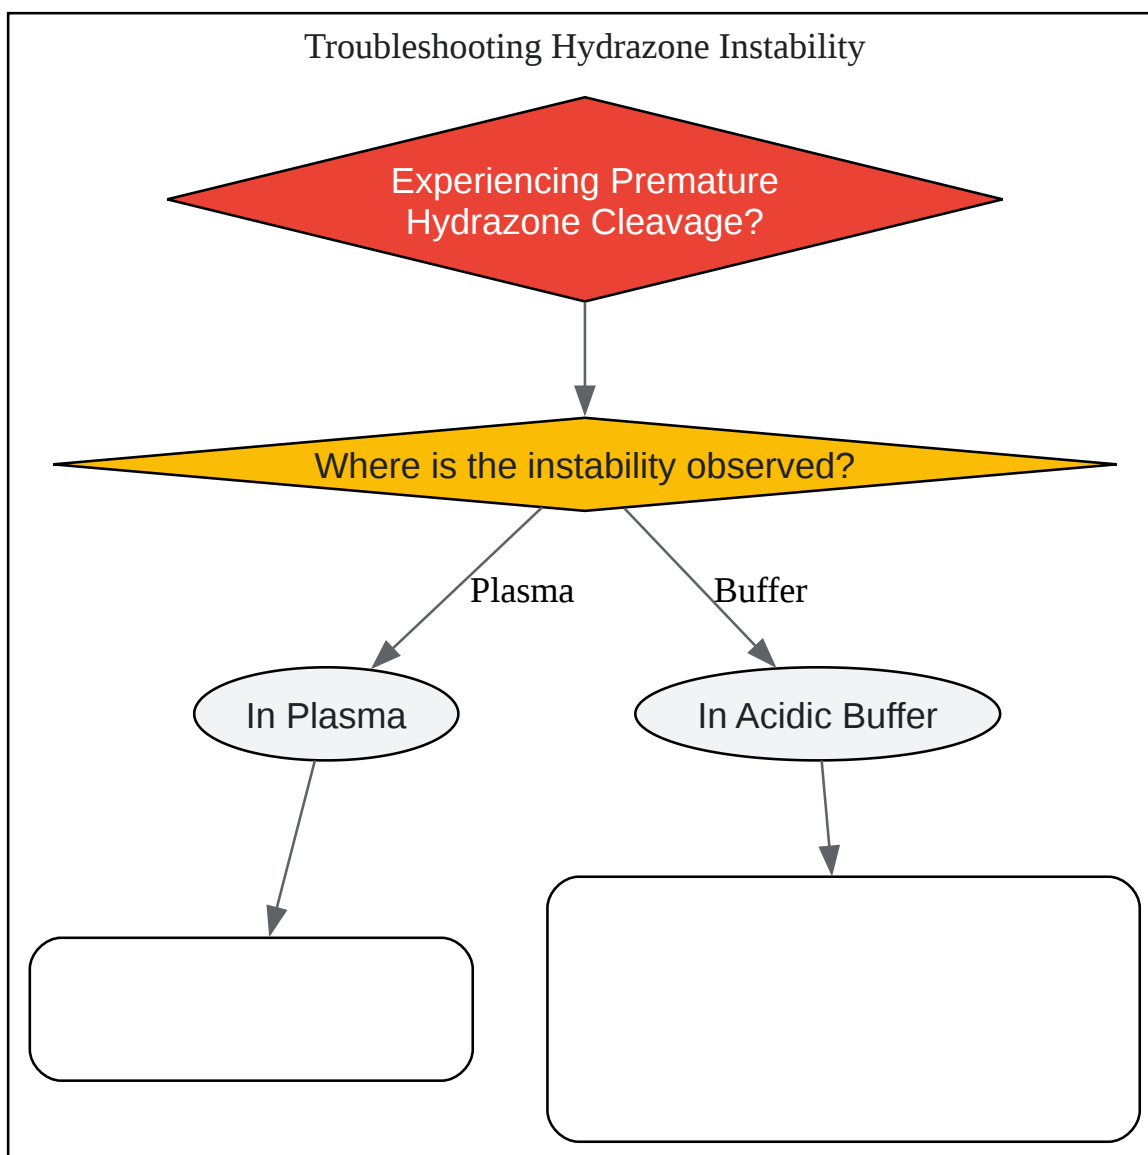 Troubleshooting Hydrazone Instability
Experiencing Premature
Hydrazone Cleavage?
Where is the instability observed?
Plasma
Buffer
In Plasma
In Acidic Buffer